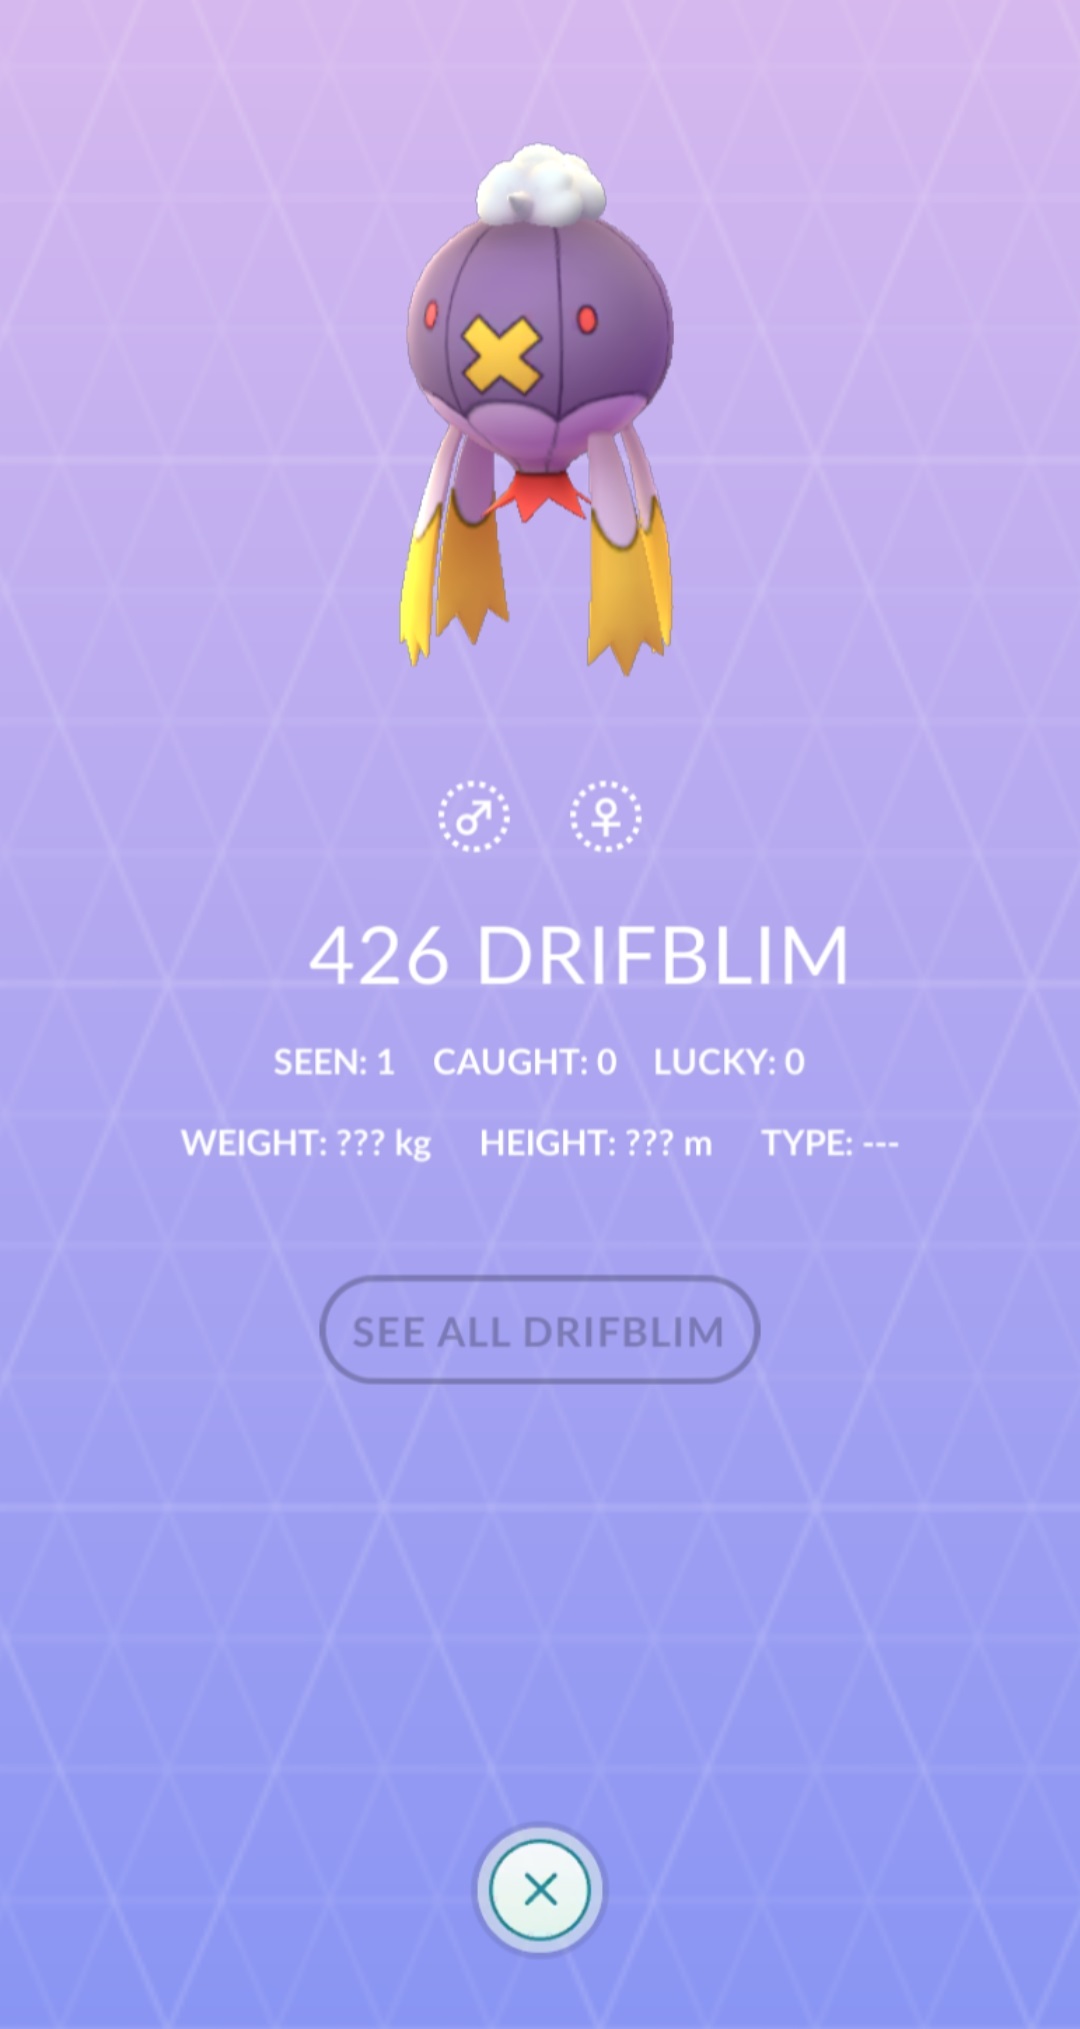 426 DRIFBLIM
SEEN: 1 CAUGHT: 0 LUCKY: 0
WEIGHT: ??? kg HEIGHT: ??? m TYPE: ---
SEE ALL DRIFBLIM